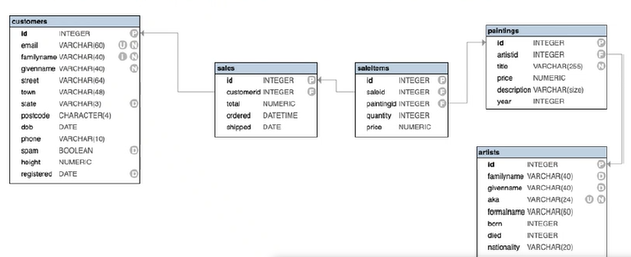 customers
id INTEGER P
email VARCHAR(60) U N
familyname VARCHAR(40) I N
givenname VARCHAR(40) N
street VARCHAR(64)
town VARCHAR(48)
state VARCHAR(3) D
postcode CHARACTER(4)
dob DATE
phone VARCHAR(10)
spam BOOLEAN D
height NUMERIC
registered DATE D
sales
id INTEGER P
customerid INTEGER F
total NUMERIC
ordered DATETIME
shipped DATE
saleitems
id INTEGER P
saleid INTEGER F
paintingid INTEGER F
quantity INTEGER
price NUMERIC
paintings
id INTEGER P
artistid INTEGER F
title VARCHAR(255) N
price NUMERIC
description VARCHAR(size)
year INTEGER
artists
id INTEGER P
familyname VARCHAR(40) D
givenname VARCHAR(40) D
aka VARCHAR(24) U N
formalname VARCHAR(60)
born INTEGER
died INTEGER
nationality VARCHAR(20)